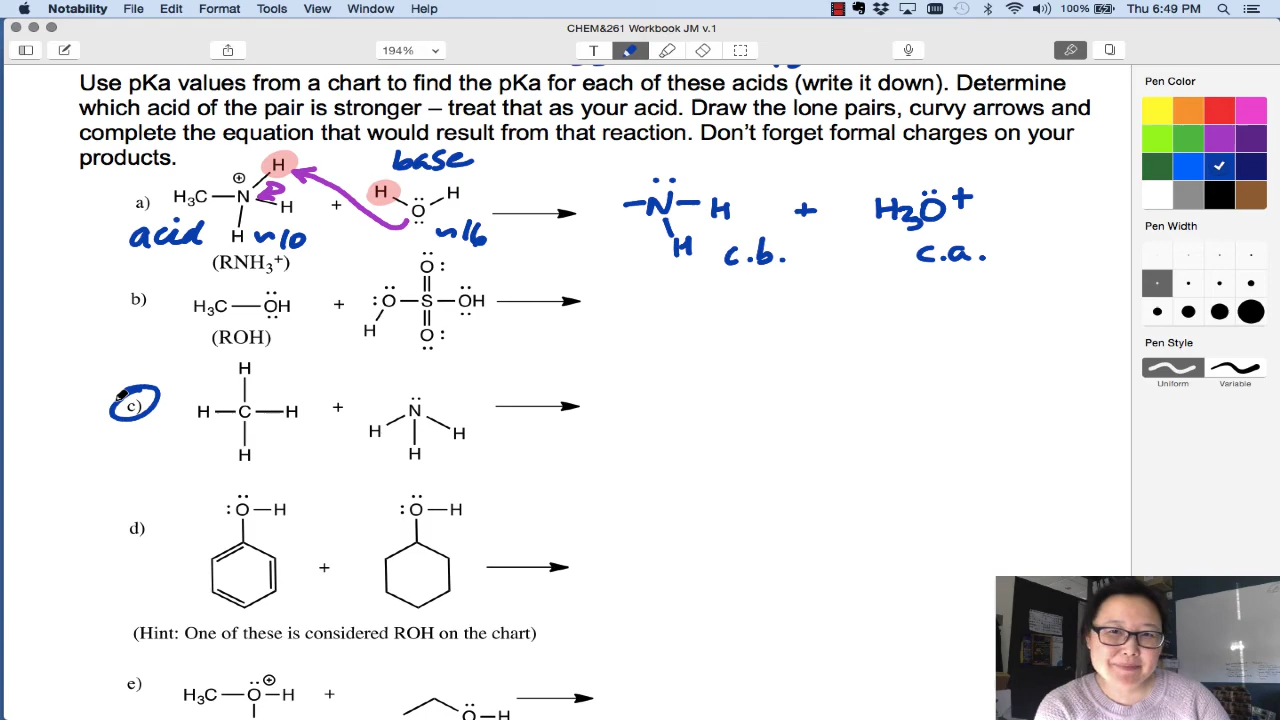 Notability File Edit Format Tools View Window Help 100% Thu 6:49 PM
CHEM&261 Workbook JM v.1
194% T
Use pKa values from a chart to find the pKa for each of these acids (write it down). Determine
which acid of the pair is stronger – treat that as your acid. Draw the lone pairs, curvy arrows and
complete the equation that would result from that reaction. Don't forget formal charges on your
products.
base
a) H₃C N ⊕ H H H + H O H
acid ~10 ~16
(RNH₃⁺)
–N̈–H H + H₃Ö⁺
c.b. c.a.
b) H₃C — OH + H O S OH O O
(ROH)
c) H H — C — H H + N H H H
d) :O — H + :O — H
(Hint: One of these is considered ROH on the chart)
e) H₃C — O — H ⊕ + O — H
Pen Color
Pen Width
Pen Style
Uniform Variable